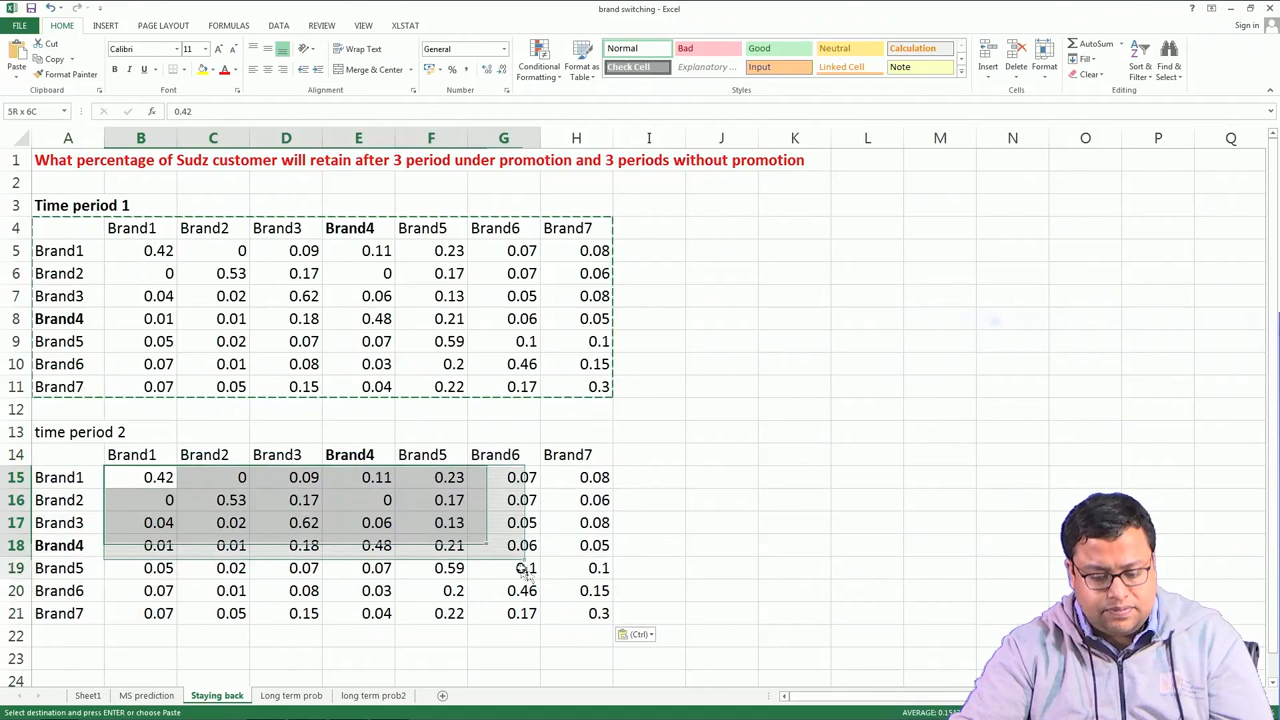 brand switching - Excel
Sign in
FILE HOME INSERT PAGE LAYOUT FORMULAS DATA REVIEW VIEW XLSTAT
Paste
Cut
Copy
Format Painter
Clipboard
Calibri 11
Font
Wrap Text
Merge & Center
Alignment
General
Number
Conditional Formatting
Format as Table
Normal Bad Good Neutral Calculation
Check Cell Explanatory ... Input Linked Cell Note
Styles
Insert Delete Format
Cells
AutoSum
Fill
Clear
Sort & Filter
Find & Select
Editing
5R x 6C fx 0.42
A B C D E F G H I J K L M N O P Q
1 What percentage of Sudz customer will retain after 3 period under promotion and 3 periods without promotion
2
3 Time period 1
4 Brand1 Brand2 Brand3 Brand4 Brand5 Brand6 Brand7
5 Brand1 0.42 0 0.09 0.11 0.23 0.07 0.08
6 Brand2 0 0.53 0.17 0 0.17 0.07 0.06
7 Brand3 0.04 0.02 0.62 0.06 0.13 0.05 0.08
8 Brand4 0.01 0.01 0.18 0.48 0.21 0.06 0.05
9 Brand5 0.05 0.02 0.07 0.07 0.59 0.1 0.1
10 Brand6 0.07 0.01 0.08 0.03 0.2 0.46 0.15
11 Brand7 0.07 0.05 0.15 0.04 0.22 0.17 0.3
12
13 time period 2
14 Brand1 Brand2 Brand3 Brand4 Brand5 Brand6 Brand7
15 Brand1 0.42 0 0.09 0.11 0.23 0.07 0.08
16 Brand2 0 0.53 0.17 0 0.17 0.07 0.06
17 Brand3 0.04 0.02 0.62 0.06 0.13 0.05 0.08
18 Brand4 0.01 0.01 0.18 0.48 0.21 0.06 0.05
19 Brand5 0.05 0.02 0.07 0.07 0.59 0.1 0.1
20 Brand6 0.07 0.01 0.08 0.03 0.2 0.46 0.15
21 Brand7 0.07 0.05 0.15 0.04 0.22 0.17 0.3
22 (Ctrl)
23
24
Sheet1 MS prediction Staying back Long term prob long term prob2
Select destination and press ENTER or choose Paste